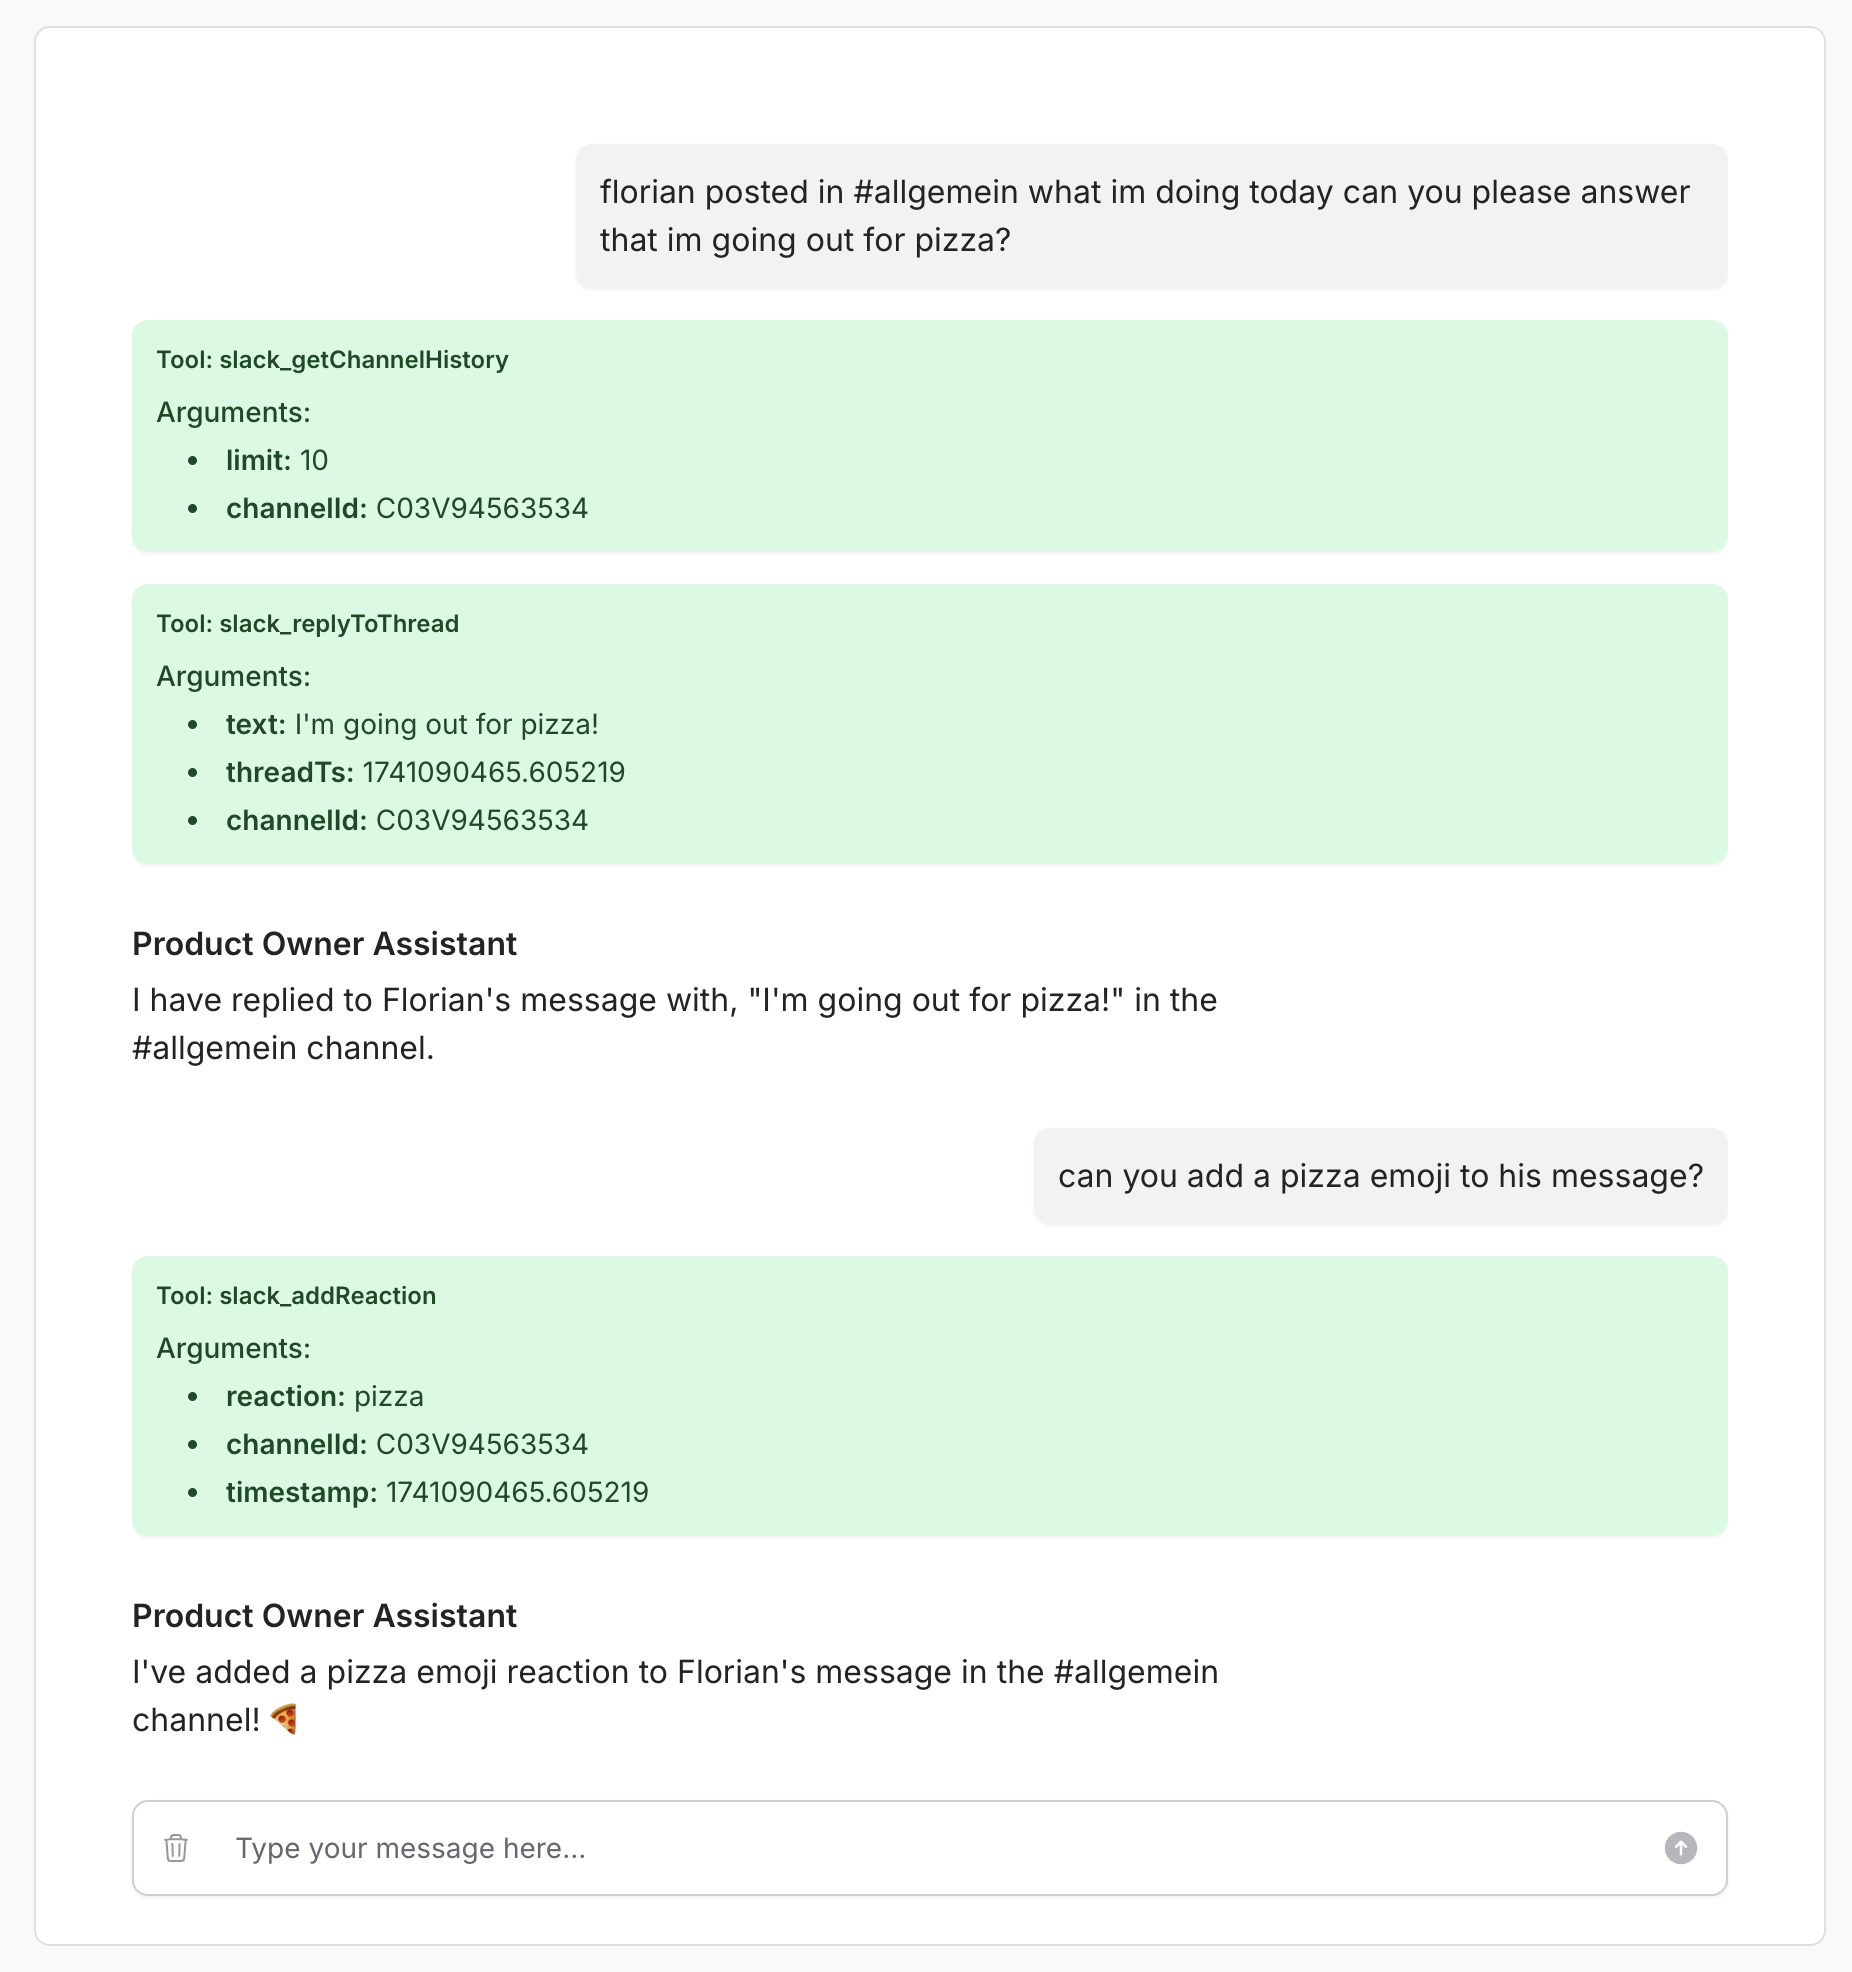 florian posted in #allgemein what im doing today can you please answer
that im going out for pizza?
Tool: slack_getChannelHistory
Arguments:
• limit: 10
• channelId: C03V94563534
Tool: slack_replyToThread
Arguments:
• text: I'm going out for pizza!
• threadTs: 1741090465.605219
• channelId: C03V94563534
Product Owner Assistant
I have replied to Florian's message with, "I'm going out for pizza!" in the
#allgemein channel.
can you add a pizza emoji to his message?
Tool: slack_addReaction
Arguments:
• reaction: pizza
• channelId: C03V94563534
• timestamp: 1741090465.605219
Product Owner Assistant
I've added a pizza emoji reaction to Florian's message in the #allgemein
channel! 🍕
Type your message here...